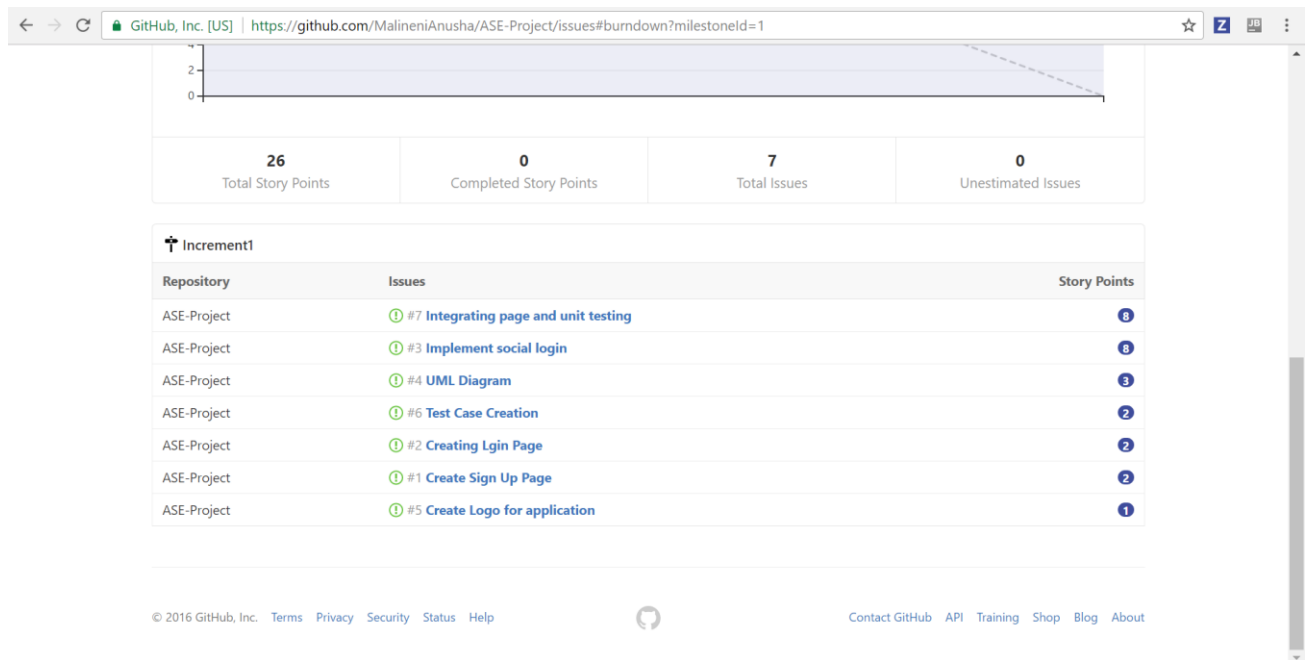 GitHub, Inc. [US] | https://github.com/MalineniAnusha/ASE-Project/issues#burndown?milestoneId=1
Z JB
4
2
0
26 0 7 0
Total Story Points Completed Story Points Total Issues Unestimated Issues
Increment1
Repository Issues Story Points
ASE-Project #7 Integrating page and unit testing 8
ASE-Project #3 Implement social login 8
ASE-Project #4 UML Diagram 3
ASE-Project #6 Test Case Creation 2
ASE-Project #2 Creating Lgin Page 2
ASE-Project #1 Create Sign Up Page 2
ASE-Project #5 Create Logo for application 1
© 2016 GitHub, Inc. Terms Privacy Security Status Help Contact GitHub API Training Shop Blog About